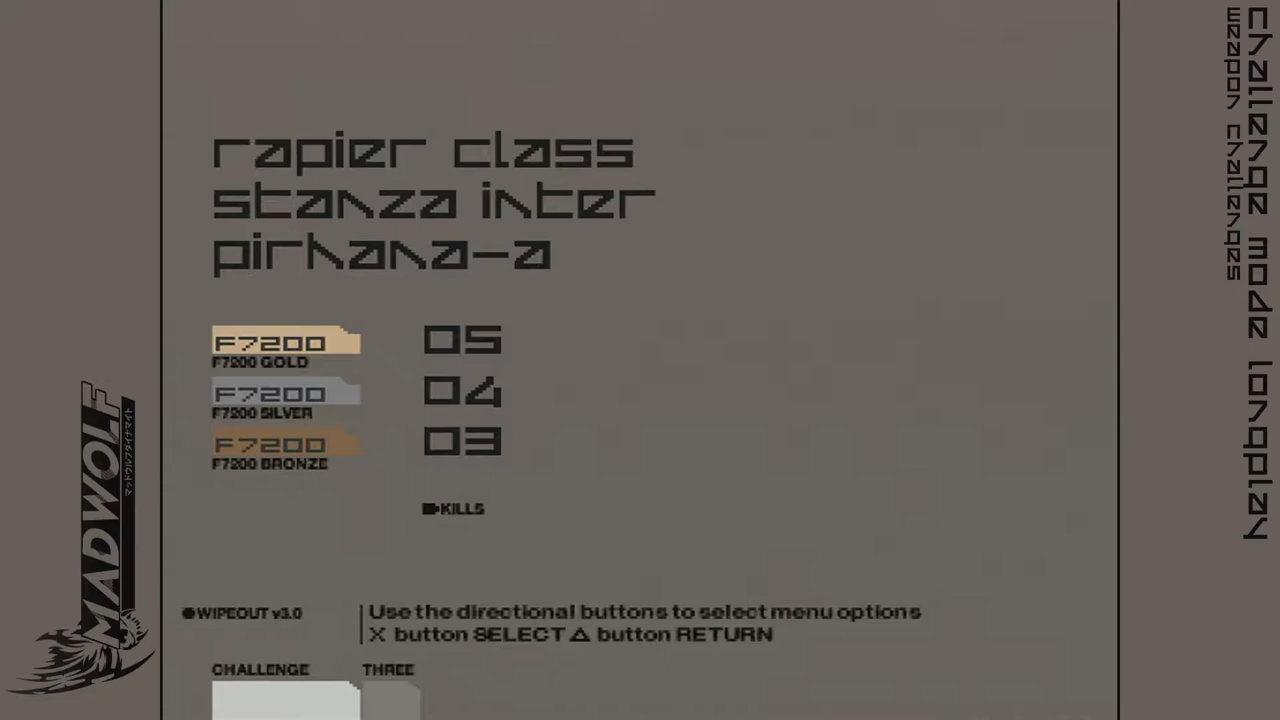 rapier class
stanza inter
pirhana-a
F7200
F7200 GOLD
05
F7200
F7200 SILVER
04
F7200
F7200 BRONZE
03
KILLS
WIPEOUT v3.0
Use the directional buttons to select menu options
X button SELECT △ button RETURN
CHALLENGE THREE
MADWOLF
challenge mode longplay
weapon challenges